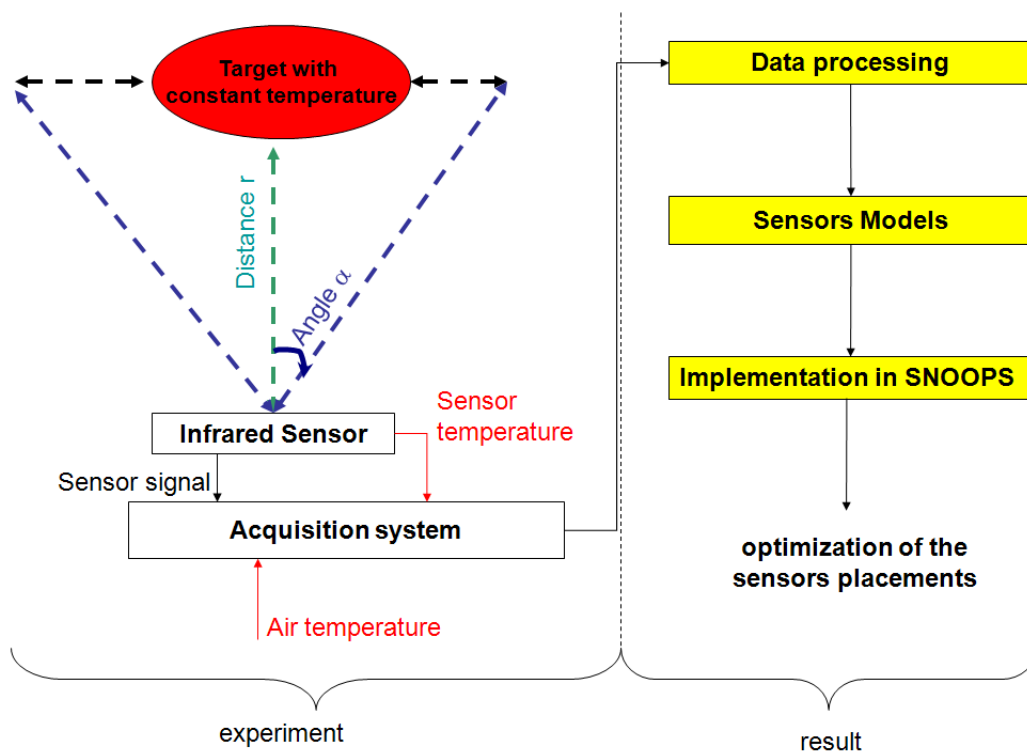 Target with
constant temperature
Distance r
Angle α
Infrared Sensor
Sensor
temperature
Sensor signal
Acquisition system
Air temperature
experiment
Data processing
Sensors Models
Implementation in SNOOPS
optimization of the
sensors placements
result